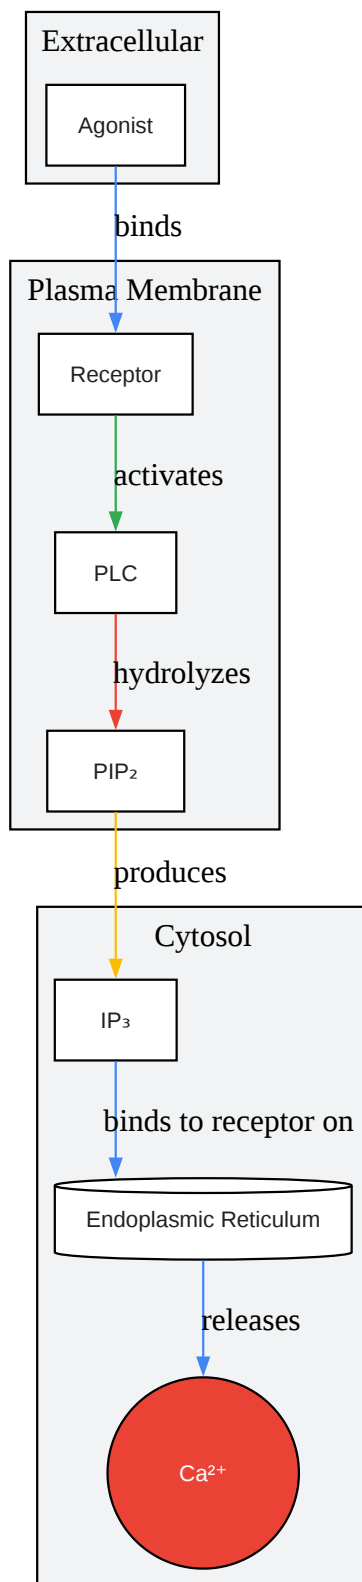 Extracellular
Agonist
binds
Plasma Membrane
Receptor
activates
PLC
hydrolyzes
PIP₂
produces
Cytosol
IP₃
binds to receptor on
Endoplasmic Reticulum
releases
Ca²⁺